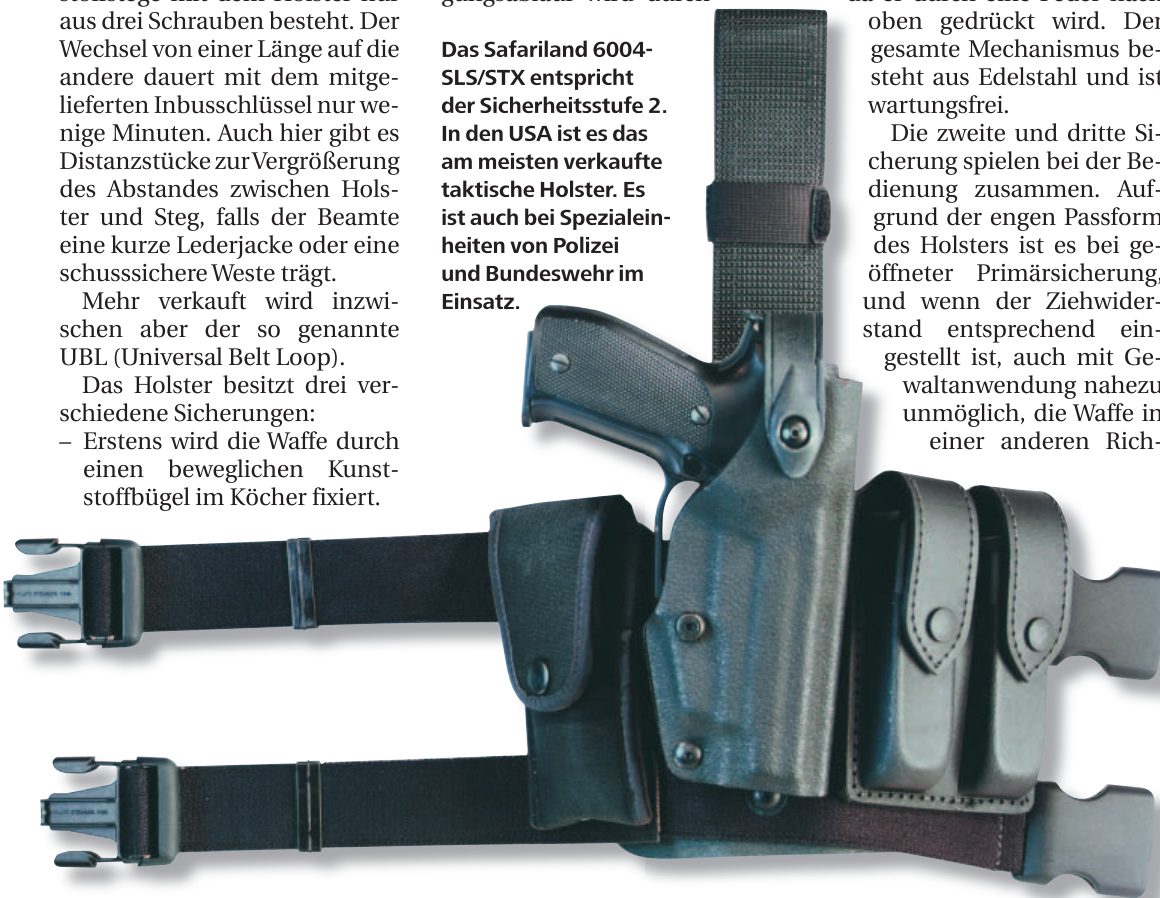 aus drei Schrauben besteht. Der
Wechsel von einer Länge auf die
andere dauert mit dem mitge-
lieferten Inbusschlüssel nur we-
nige Minuten. Auch hier gibt es
Distanzstücke zur Vergrößerung
des Abstandes zwischen Hols-
ter und Steg, falls der Beamte
eine kurze Lederjacke oder eine
schusssichere Weste trägt.
Mehr verkauft wird inzwi-
schen aber der so genannte
UBL (Universal Belt Loop).
Das Holster besitzt drei ver-
schiedene Sicherungen:
– Erstens wird die Waffe durch
einen beweglichen Kunst-
stoffbügel im Köcher fixiert.
Das Safariland 6004-
SLS/STX entspricht
der Sicherheitsstufe 2.
In den USA ist es das
am meisten verkaufte
taktische Holster. Es
ist auch bei Spezialein-
heiten von Polizei
und Bundeswehr im
Einsatz.
oben gedrückt wird. Der
gesamte Mechanismus be-
steht aus Edelstahl und ist
wartungsfrei.
Die zweite und dritte Si-
cherung spielen bei der Be-
dienung zusammen. Auf-
grund der engen Passform
des Holsters ist es bei ge-
öffneter Primärsicherung,
und wenn der Ziehwider-
stand entsprechend ein-
gestellt ist, auch mit Ge-
waltanwendung nahezu
unmöglich, die Waffe in
einer anderen Rich-